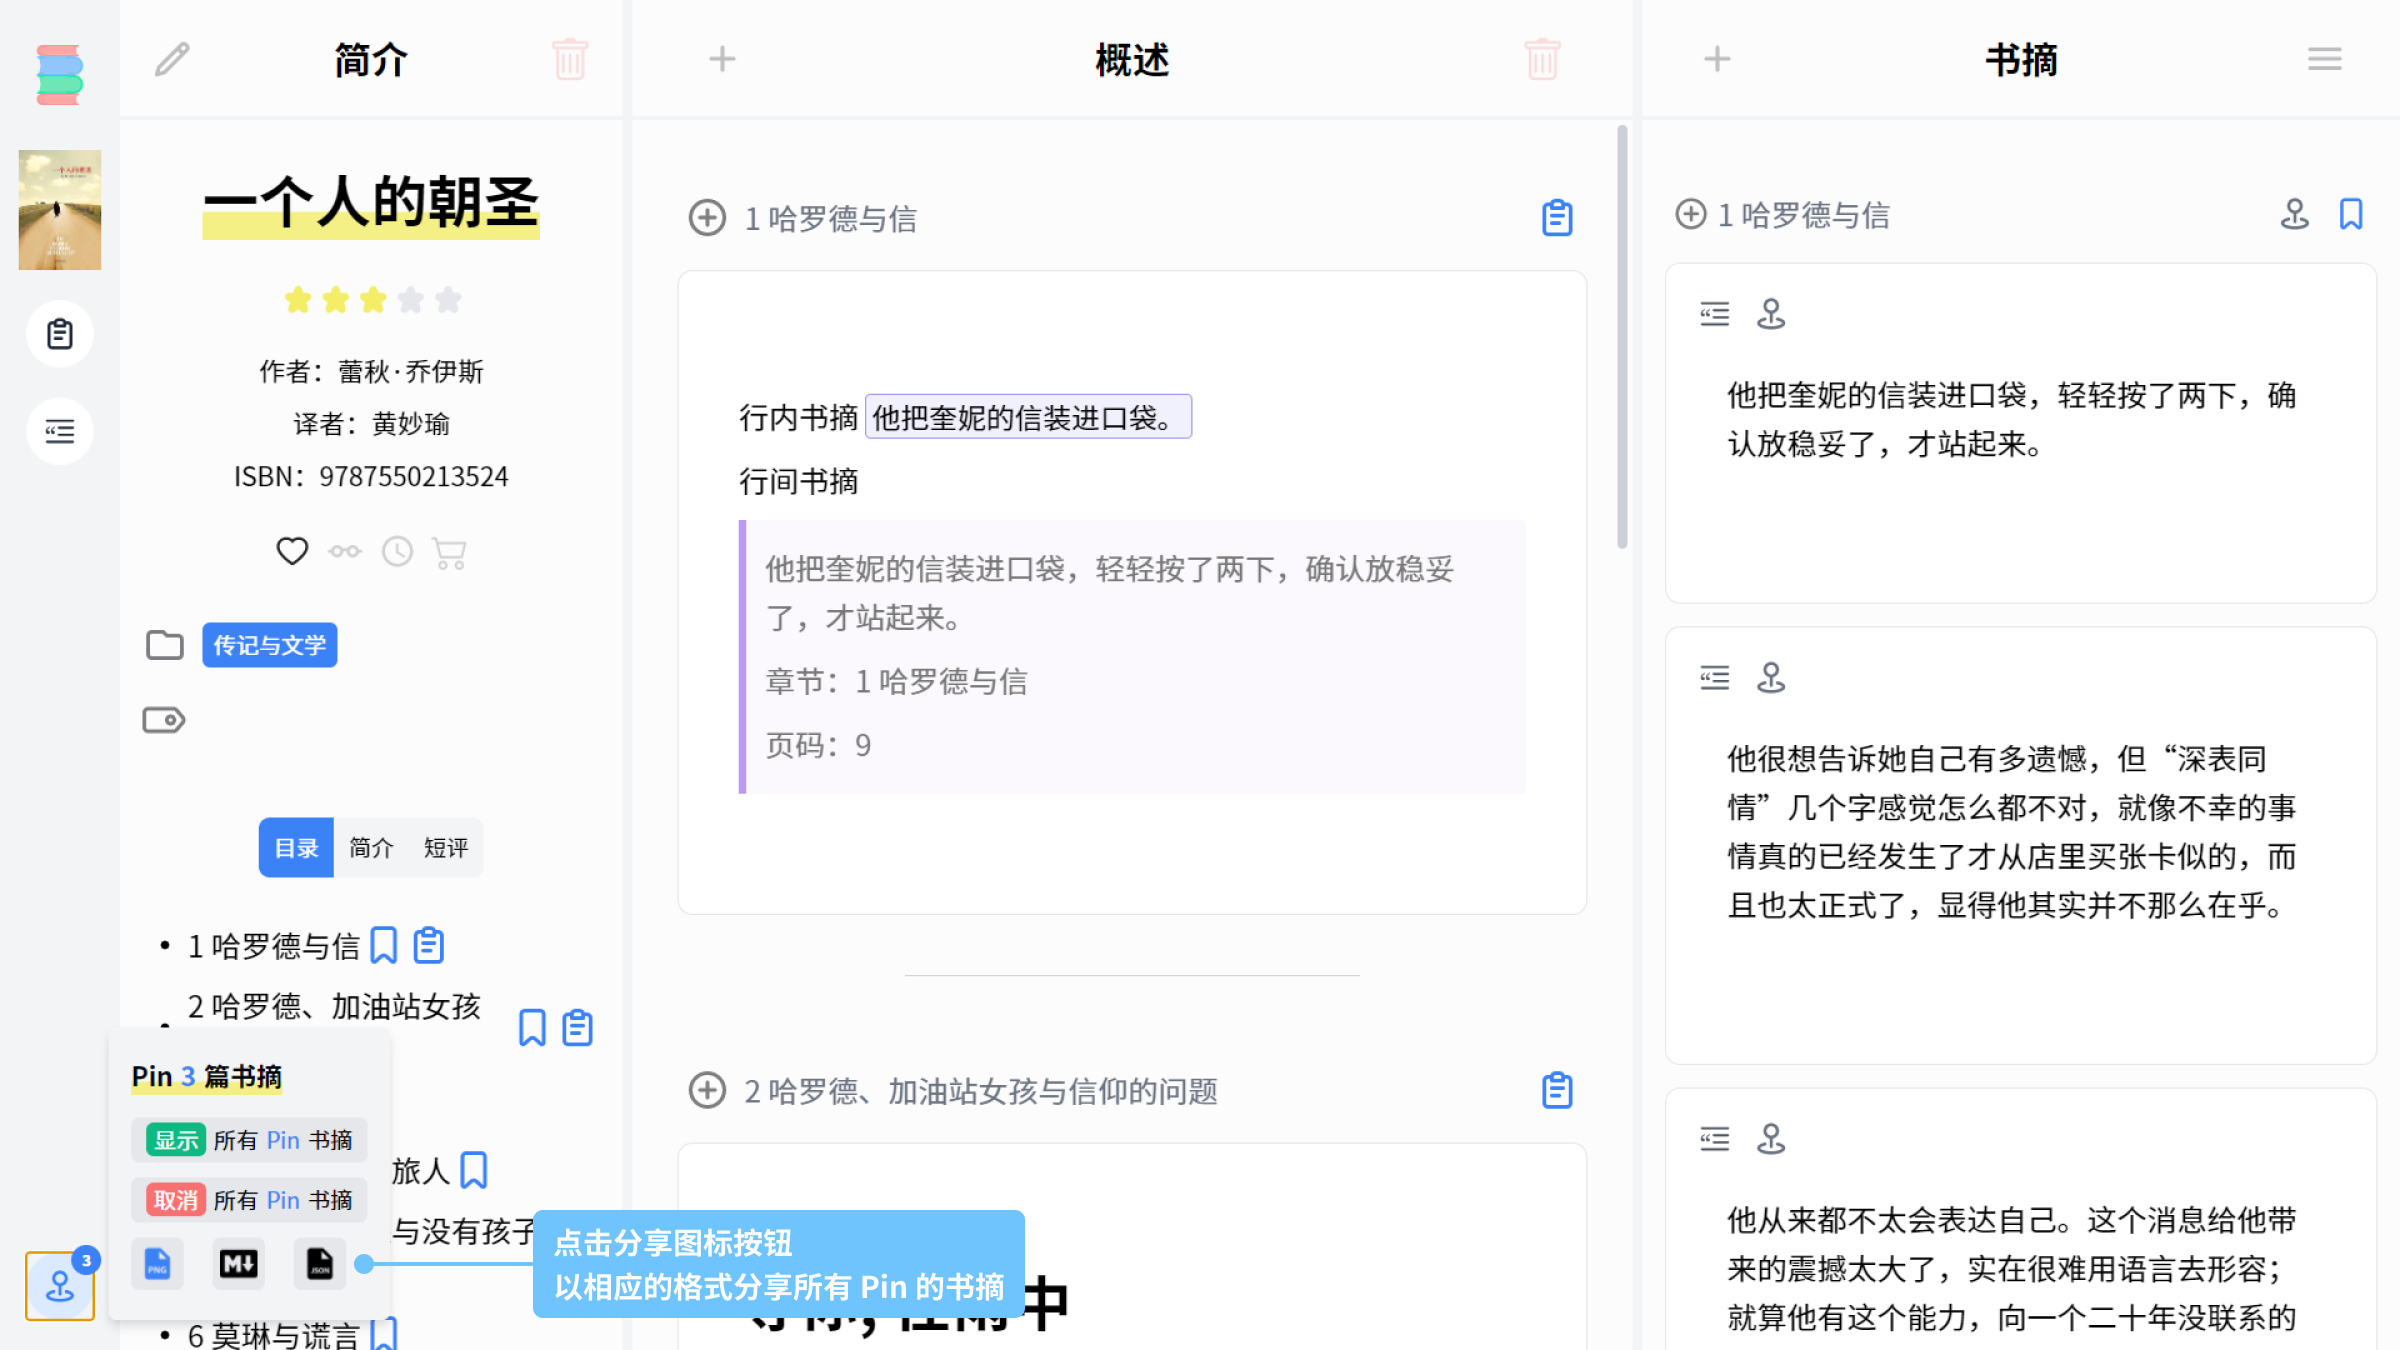 简介
概述
书摘
一个人的朝圣
作者：蕾秋·乔伊斯
译者：黄妙瑜
ISBN：9787550213524
传记与文学
目录 简介 短评
1 哈罗德与信
2 哈罗德、加油站女孩
旅人
与没有孩子
6 莫琳与谎言
Pin 3 篇书摘
显示 所有 Pin 书摘
取消 所有 Pin 书摘
PNG
M
JSON
3
点击分享图标按钮
以相应的格式分享所有 Pin 的书摘
1 哈罗德与信
行内书摘 他把奎妮的信装进口袋。
行间书摘
他把奎妮的信装进口袋，轻轻按了两下，确认放稳妥
了，才站起来。
章节：1 哈罗德与信
页码：9
2 哈罗德、加油站女孩与信仰的问题
中
1 哈罗德与信
他把奎妮的信装进口袋，轻轻按了两下，确
认放稳妥了，才站起来。
他很想告诉她自己有多遗憾，但“深表同
情”几个字感觉怎么都不对，就像不幸的事
情真的已经发生了才从店里买张卡似的，而
且也太正式了，显得他其实并不那么在乎。
他从来都不太会表达自己。这个消息给他带
来的震撼太大了，实在很难用语言去形容；
就算他有这个能力，向一个二十年没联系的